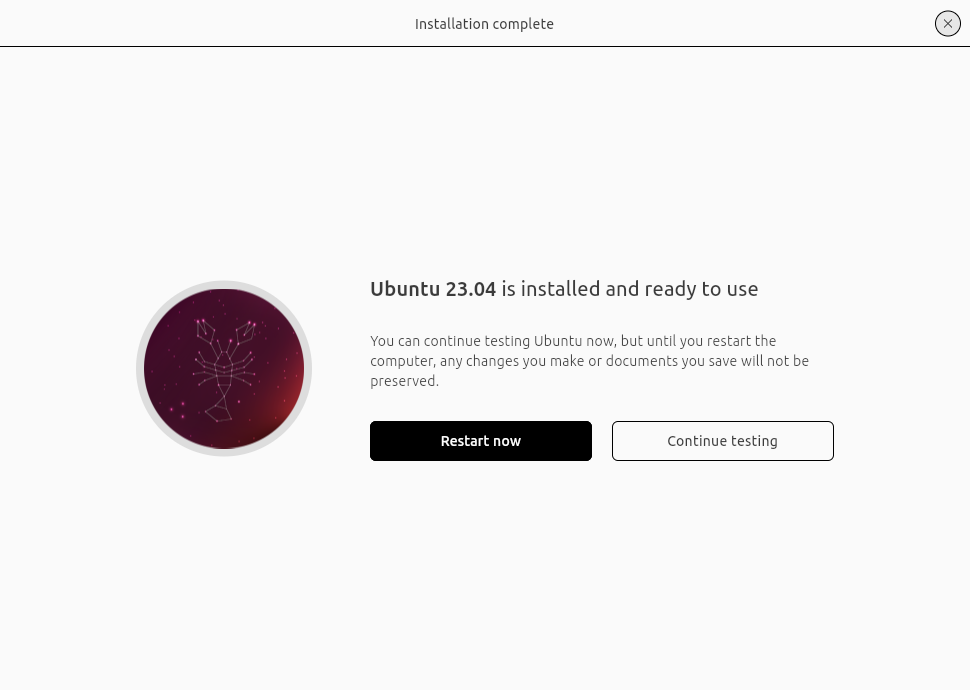 Installation complete
Ubuntu 23.04 is installed and ready to use
You can continue testing Ubuntu now, but until you restart the
computer, any changes you make or documents you save will not be
preserved.
Restart now
Continue testing